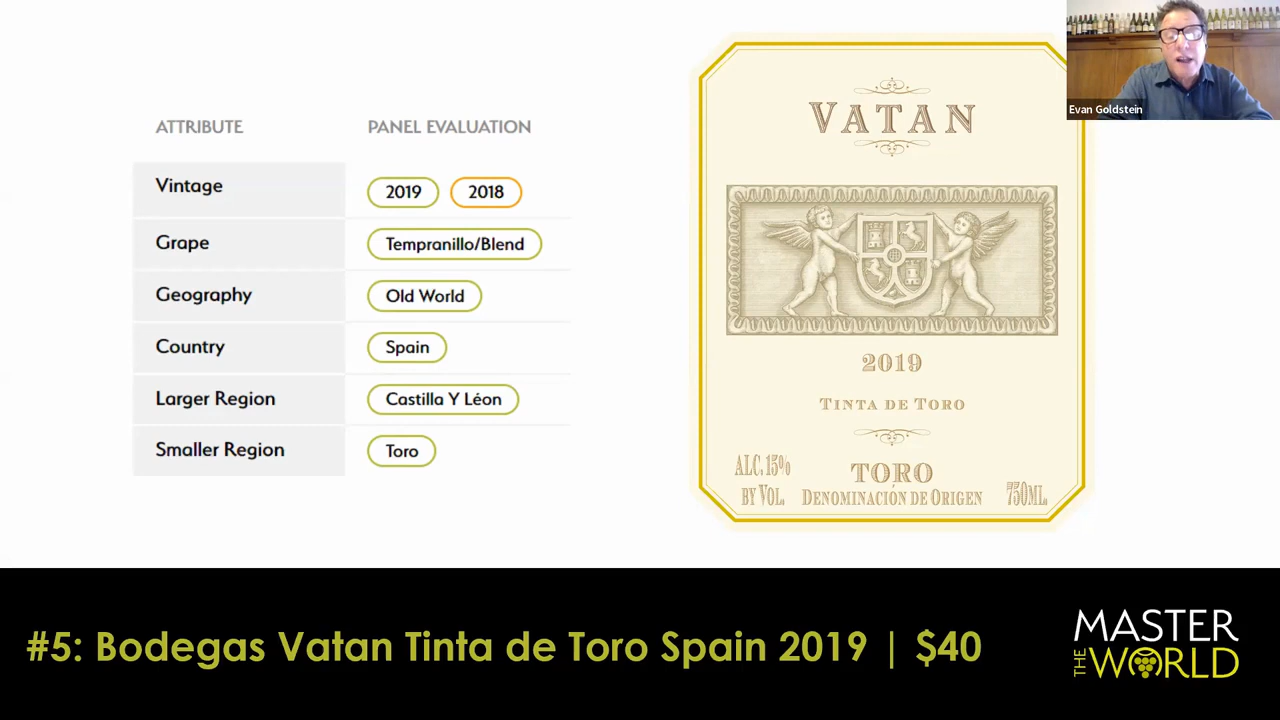 ATTRIBUTE PANEL EVALUATION
Vintage 2019 2018
Grape Tempranillo/Blend
Geography Old World
Country Spain
Larger Region Castilla Y Léon
Smaller Region Toro
VATAN
2019
TINTA DE TORO
ALC. 15%
BY VOL.
TORO
DENOMINACIÓN DE ORIGEN
750ML
Evan Goldstein
#5: Bodegas Vatan Tinta de Toro Spain 2019 | $40
MASTER
THE WORLD